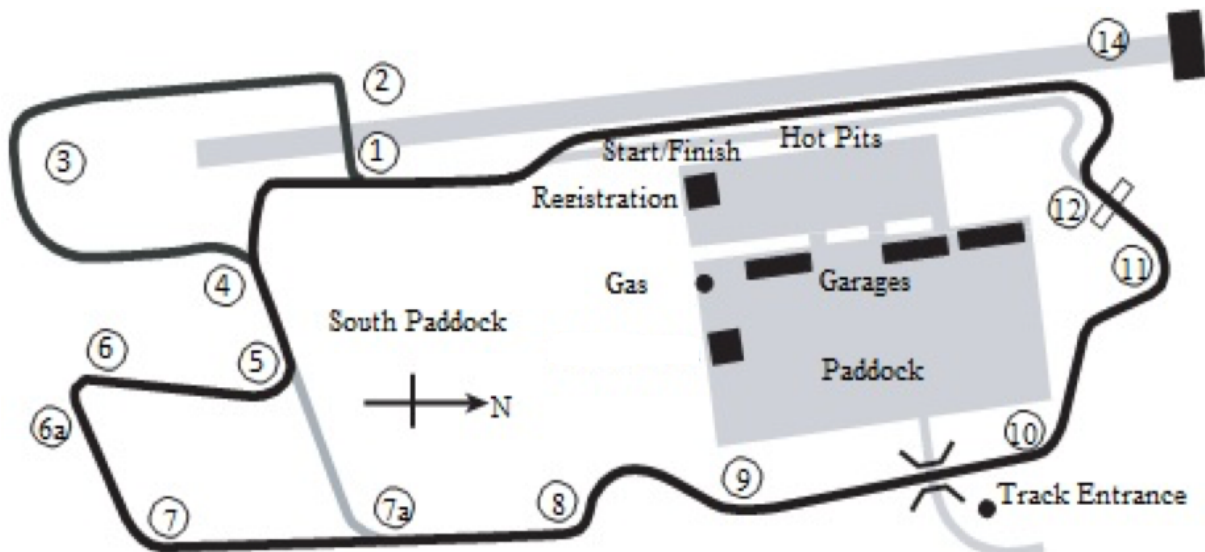 14
2
1
3
Start/Finish
Hot Pits
Registration
12
4
Gas
Garages
11
South Paddock
6
5
Paddock
N
6a
10
9
7
7a
8
Track Entrance